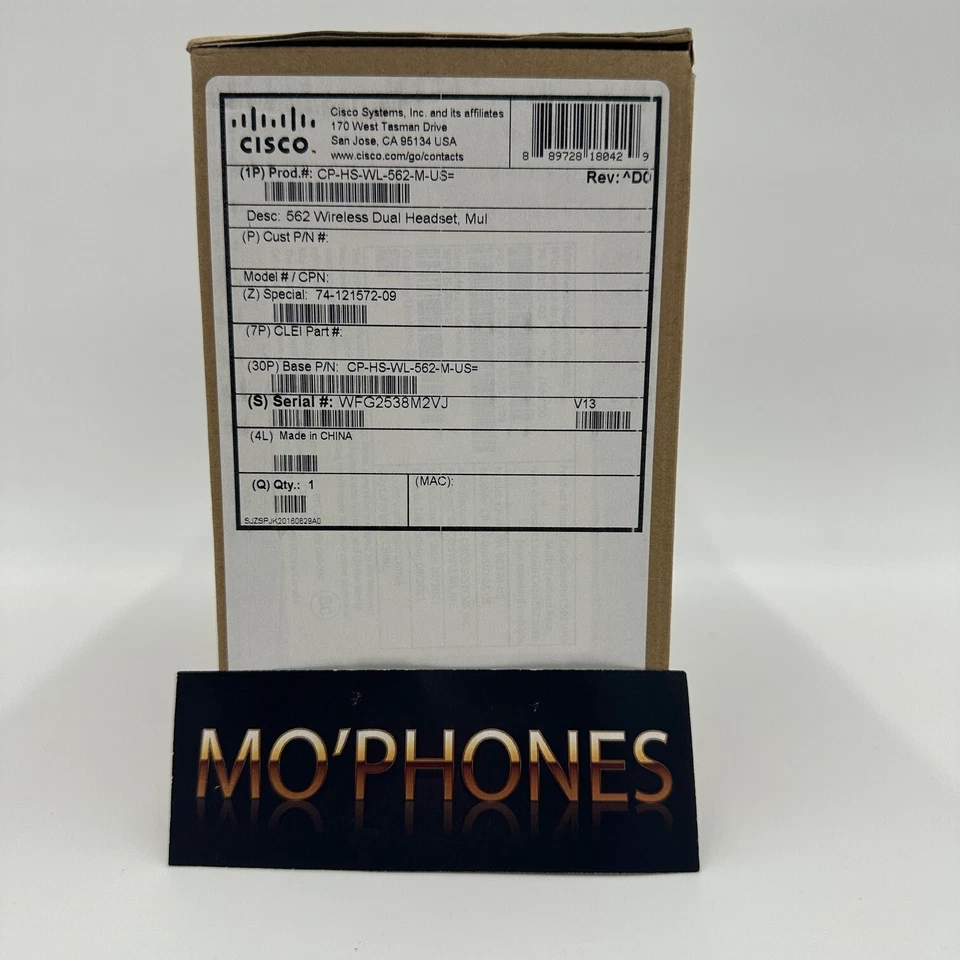 CISCO
Cisco Systems, Inc. and its affiliates
170 West Tasman Drive
San Jose, CA 95134 USA
www.cisco.com/go/contacts
8 89728 18042 9
(1P) Prod.#: CP-HS-WL-562-M-US=
Rev: ^D0
Desc: 562 Wireless Dual Headset, Mul
(P) Cust P/N #:
Model # / CPN:
(Z) Special: 74-121572-09
(7P) CLEI Part #:
(30P) Base P/N: CP-HS-WL-562-M-US=
(S) Serial #: WFG2538M2VJ
V13
(4L) Made in CHINA
(Q) Qty.: 1
(MAC):
SJZSPJK20160629A0
MO'PHONES